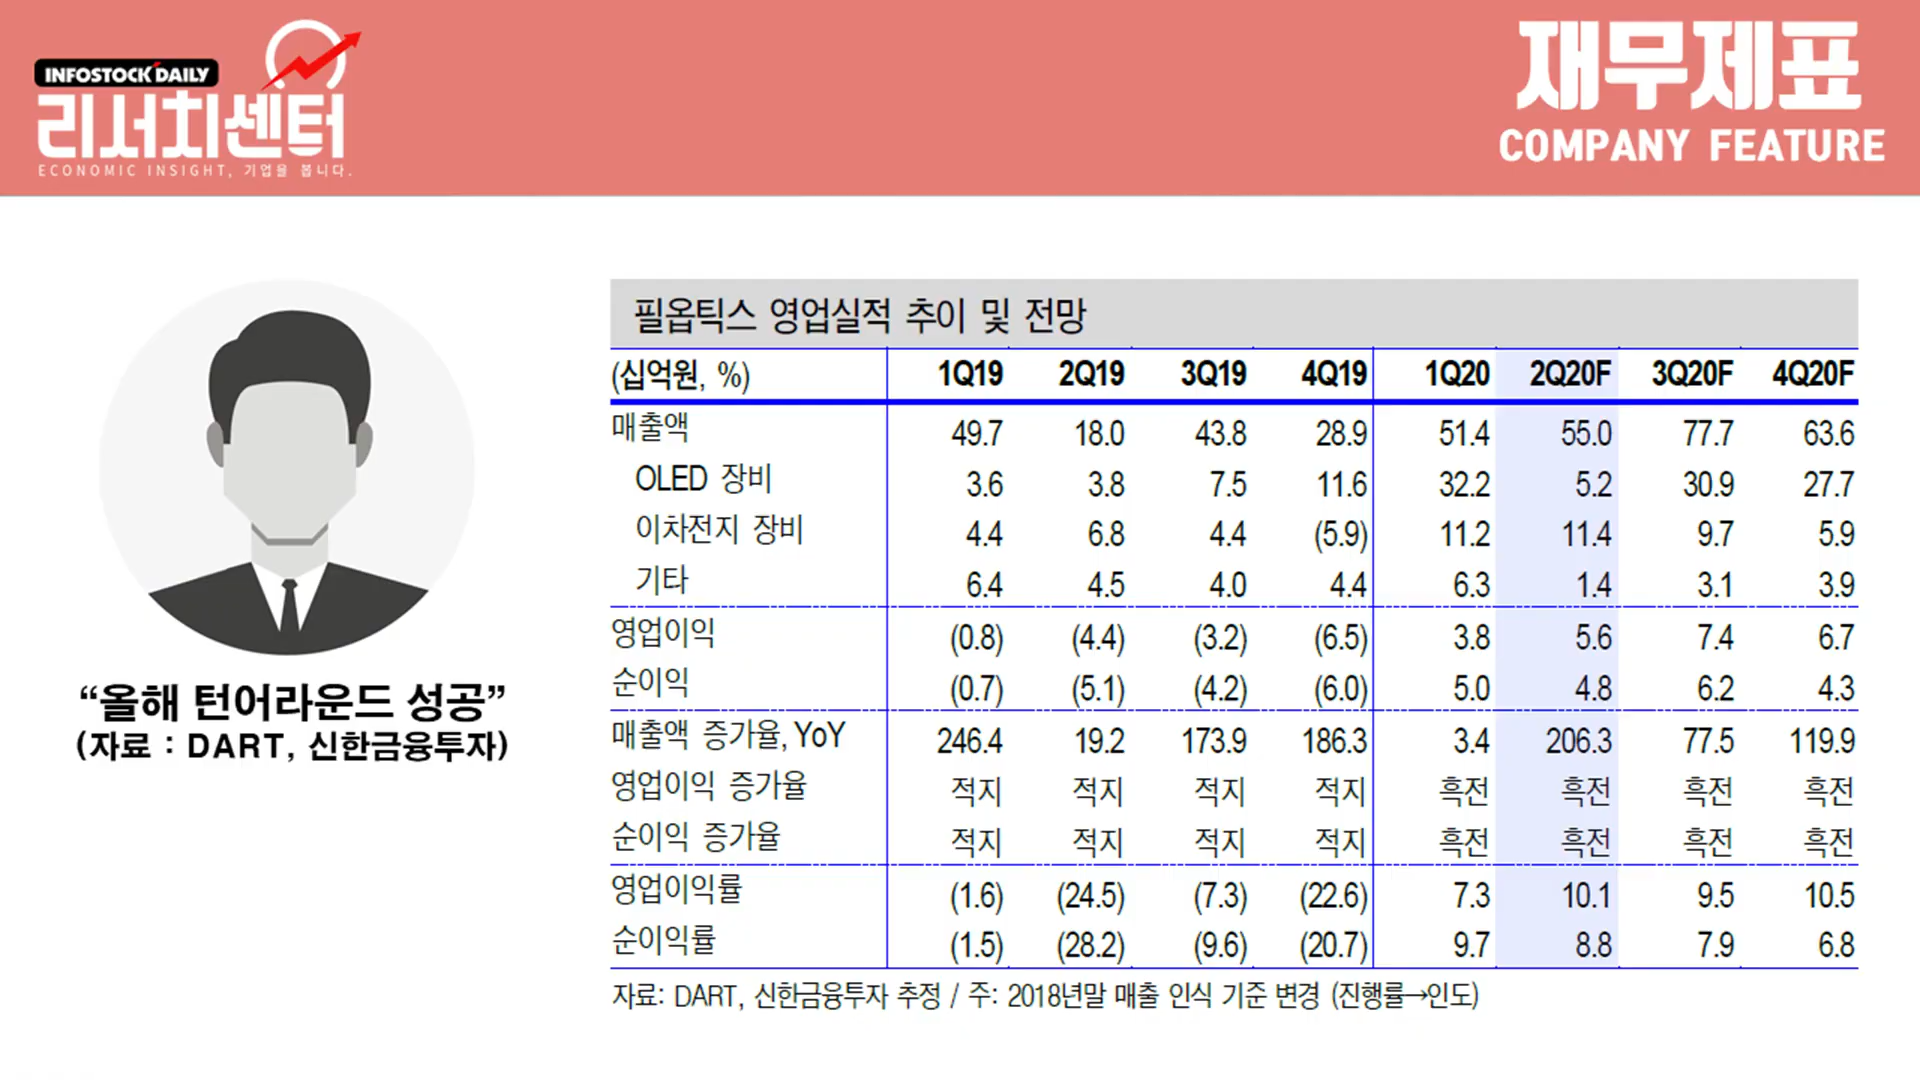 INFOSTOCK DAILY
리서치센터
ECONOMIC INSIGHT, 기업을 봅니다.
재무제표
COMPANY FEATURE
“올해 턴어라운드 성공”
(자료 : DART, 신한금융투자)
필옵틱스 영업실적 추이 및 전망
(십억원, %) 1Q19 2Q19 3Q19 4Q19 1Q20 2Q20F 3Q20F 4Q20F
매출액 49.7 18.0 43.8 28.9 51.4 55.0 77.7 63.6
OLED 장비 3.6 3.8 7.5 11.6 32.2 5.2 30.9 27.7
이차전지 장비 4.4 6.8 4.4 (5.9) 11.2 11.4 9.7 5.9
기타 6.4 4.5 4.0 4.4 6.3 1.4 3.1 3.9
영업이익 (0.8) (4.4) (3.2) (6.5) 3.8 5.6 7.4 6.7
순이익 (0.7) (5.1) (4.2) (6.0) 5.0 4.8 6.2 4.3
매출액 증가율, YoY 246.4 19.2 173.9 186.3 3.4 206.3 77.5 119.9
영업이익 증가율 적지 적지 적지 적지 흑전 흑전 흑전 흑전
순이익 증가율 적지 적지 적지 적지 흑전 흑전 흑전 흑전
영업이익률 (1.6) (24.5) (7.3) (22.6) 7.3 10.1 9.5 10.5
순이익률 (1.5) (28.2) (9.6) (20.7) 9.7 8.8 7.9 6.8
자료: DART, 신한금융투자 추정 / 주: 2018년말 매출 인식 기준 변경 (진행률→인도)